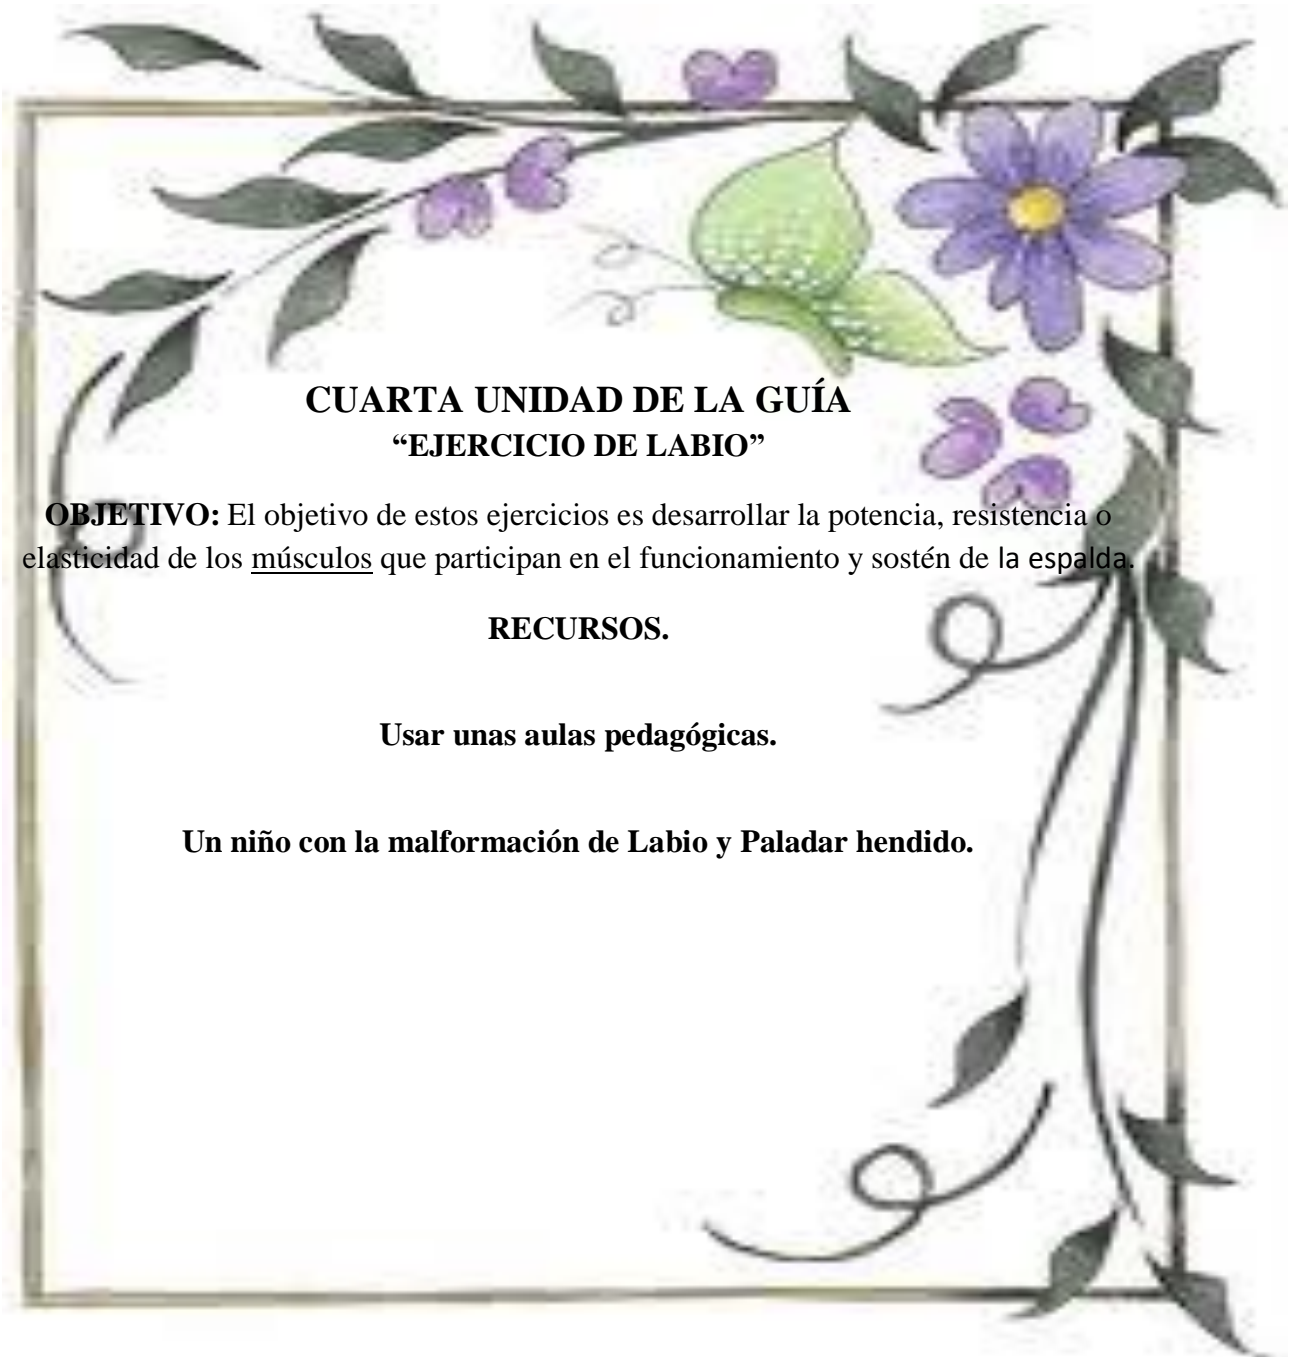 CUARTA UNIDAD DE LA GUÍA
“EJERCICIO DE LABIO”
OBJETIVO: El objetivo de estos ejercicios es desarrollar la potencia, resistencia o
elasticidad de los músculos que participan en el funcionamiento y sostén de la espalda.
RECURSOS.
Usar unas aulas pedagógicas.
Un niño con la malformación de Labio y Paladar hendido.